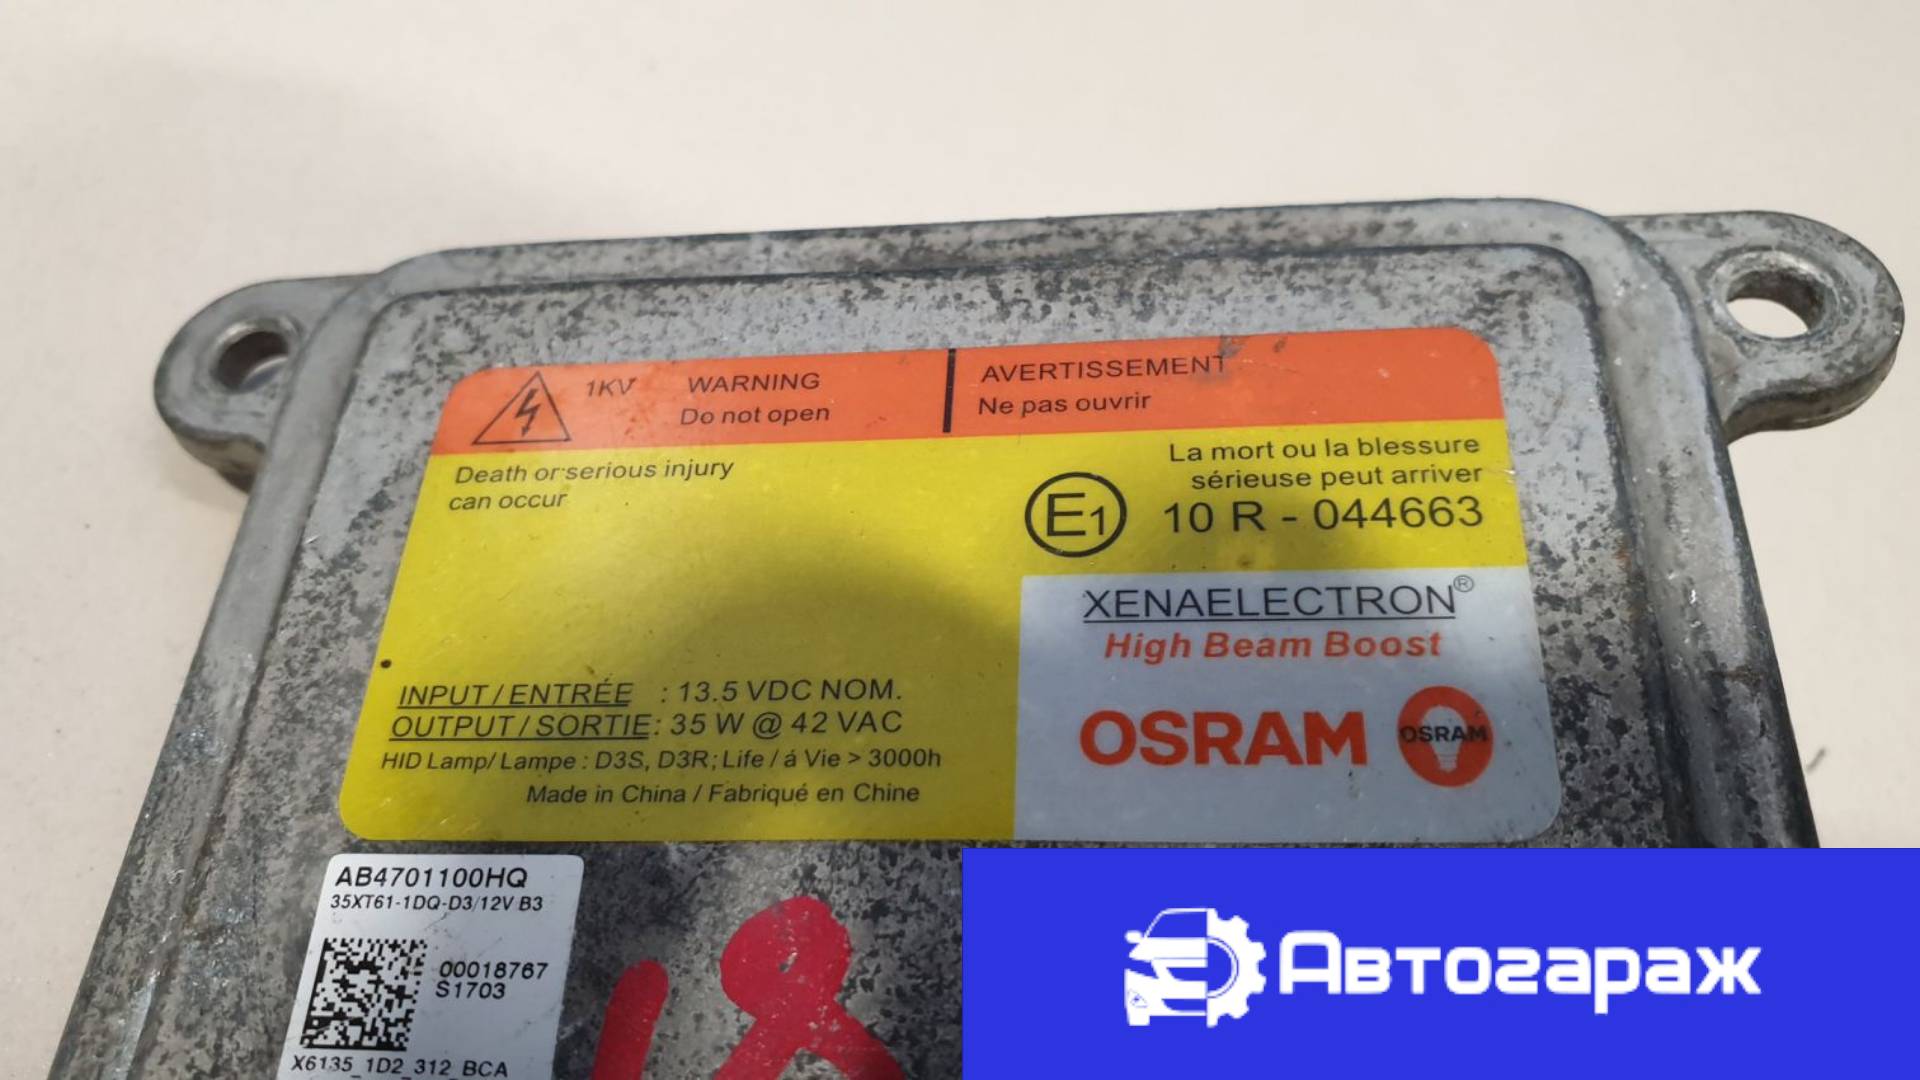 1KV WARNING
Do not open
AVERTISSEMENT
Ne pas ouvrir
Death or serious injury
can occur
La mort ou la blessure
sérieuse peut arriver
E1 10 R - 044663
XENAELECTRON®
High Beam Boost
OSRAM OSRAM
INPUT / ENTRÉE : 13.5 VDC NOM.
OUTPUT / SORTIE : 35 W @ 42 VAC
HID Lamp/ Lampe : D3S, D3R; Life / á Vie > 3000h
Made in China / Fabriqué en Chine
AB4701100HQ
35XT61-1DQ-D3/12V B3
00018767
S1703
X6135_1D2_312_BCA
18
Автогараж